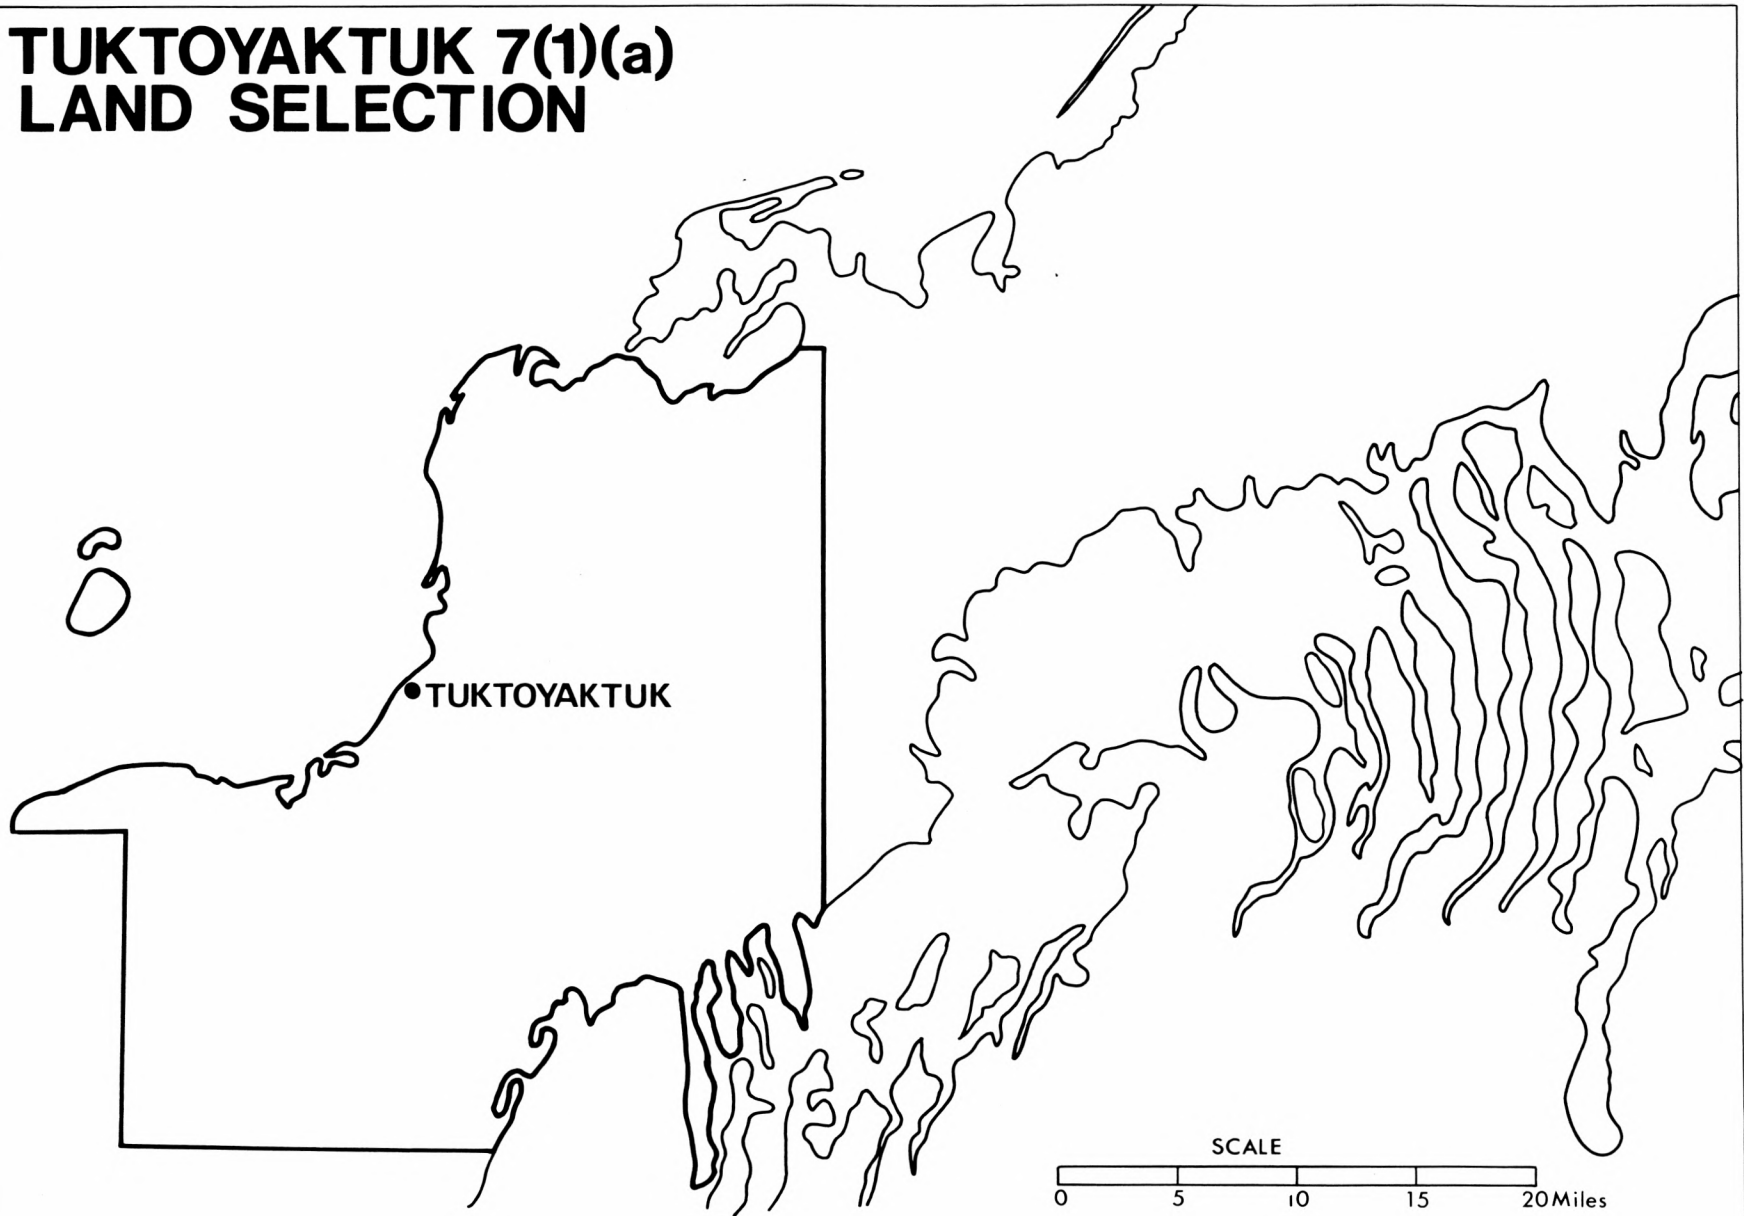 TUKTOYAKTUK 7(1)(a)
LAND SELECTION
TUKTOYAKTUK
SCALE
0 5 10 15 20 Miles